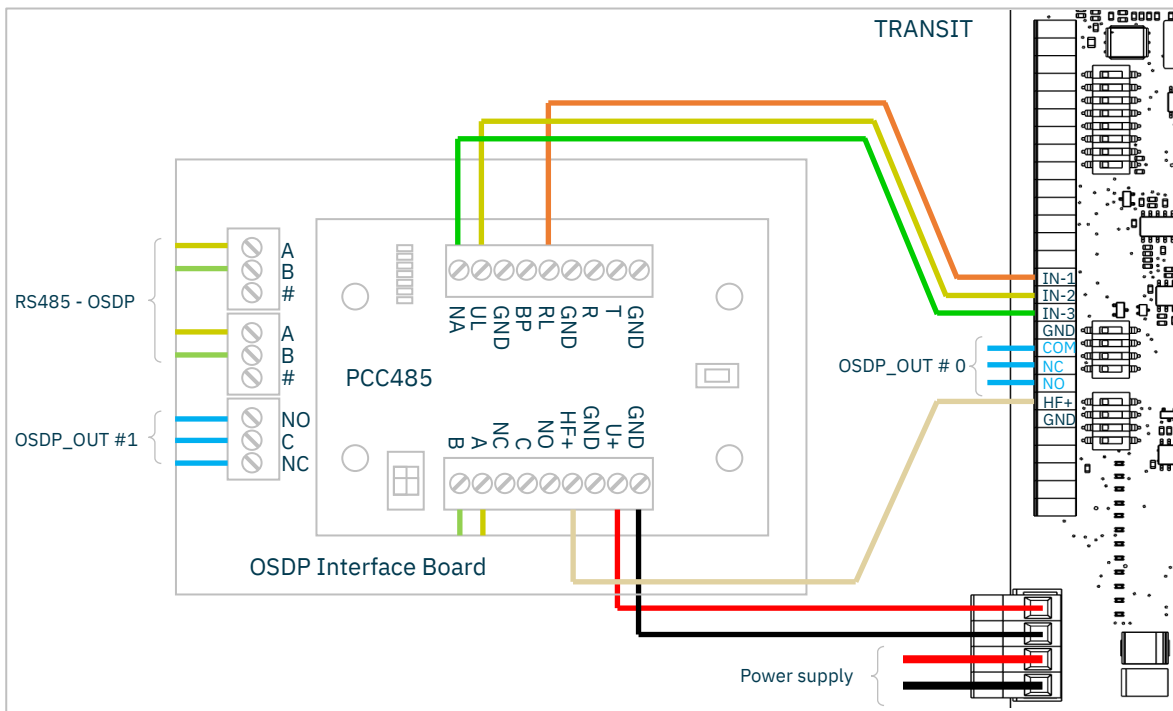 TRANSIT
RS485 - OSDP
A
B
#
A
B
#
OSDP_OUT #1
NO
C
NC
NA
UL
GND
BP
RL
GND
R
T
GND
PCC485
B
A
NC
C
NO
HF+
GND
U+
GND
OSDP Interface Board
IN-1
IN-2
IN-3
GND
OSDP_OUT # 0
COM
NC
NO
HF+
GND
Power supply